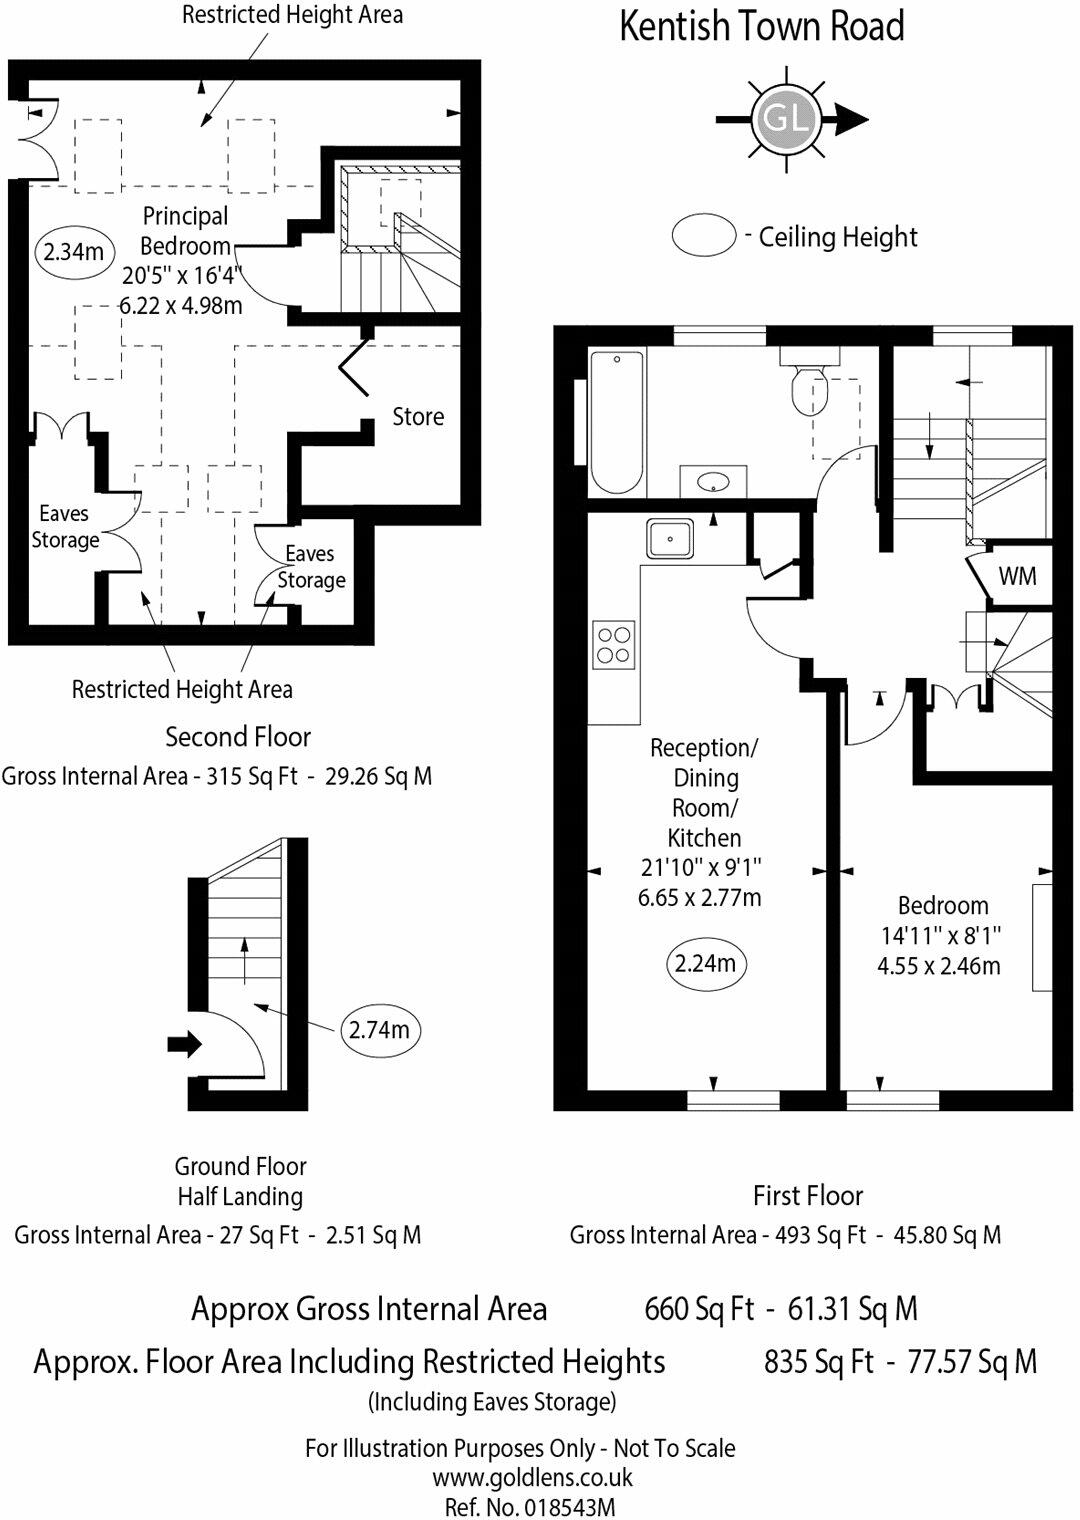 Restricted Height Area
Kentish Town Road
GL
- Ceiling Height
Principal
Bedroom
20'5" x 16'4"
6.22 x 4.98m
2.34m
Store
Eaves
Storage
Eaves
Storage
Restricted Height Area
Second Floor
Gross Internal Area - 315 Sq Ft - 29.26 Sq M
WM
Reception/
Dining
Room/
Kitchen
21'10" x 9'1"
6.65 x 2.77m
2.24m
Bedroom
14'11" x 8'1"
4.55 x 2.46m
2.74m
Ground Floor
Half Landing
Gross Internal Area - 27 Sq Ft - 2.51 Sq M
First Floor
Gross Internal Area - 493 Sq Ft - 45.80 Sq M
Approx Gross Internal Area 660 Sq Ft - 61.31 Sq M
Approx. Floor Area Including Restricted Heights 835 Sq Ft - 77.57 Sq M
(Including Eaves Storage)
For Illustration Purposes Only - Not To Scale
www.goldlens.co.uk
Ref. No. 018543M